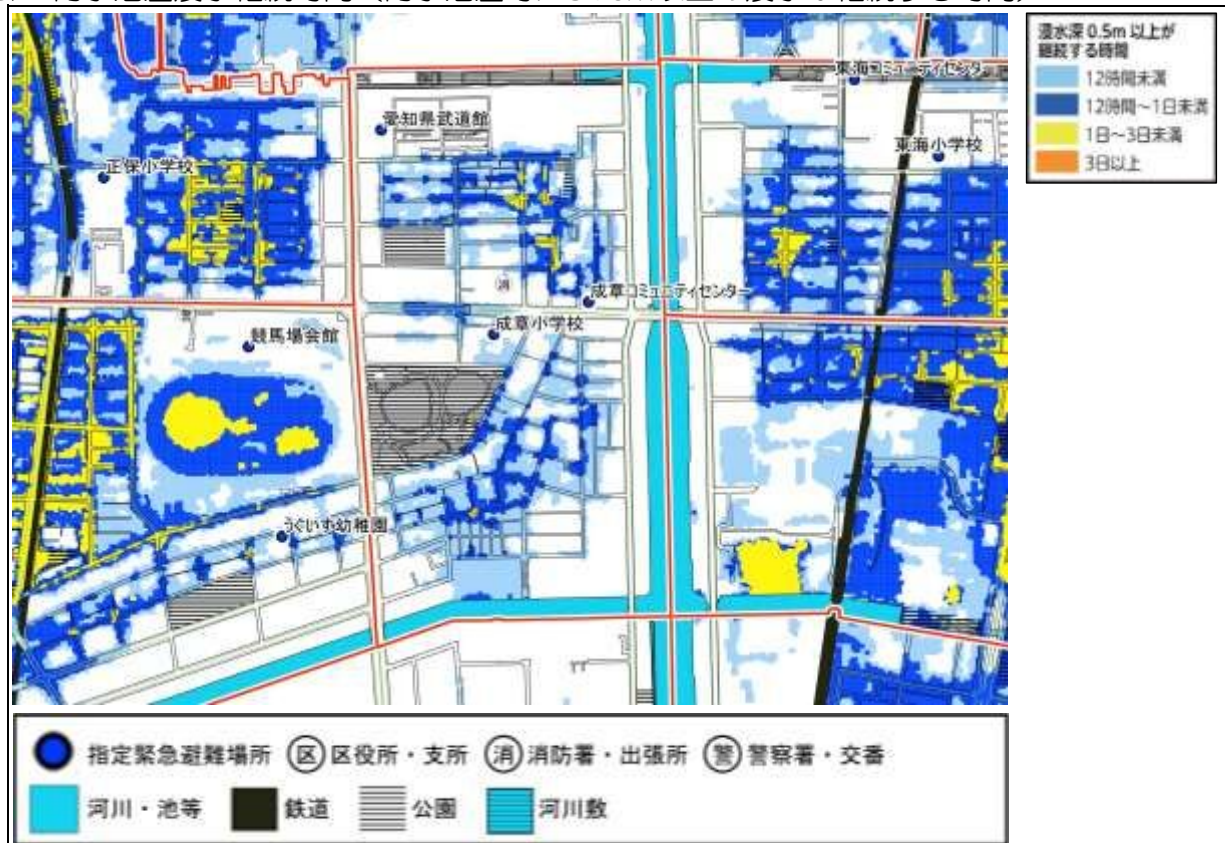 浸水深 0.5m 以上が
継続する時間
12時間未満
12時間～1日未満
1日～3日未満
3日以上
東海コミュニティセンター
愛知県武道館
東海小学校
正保小学校
消
成章コミュニティセンター
成章小学校
競馬場会館
うぐいす幼稚園
指定緊急避難場所 区 区役所・支所 消 消防署・出張所 警 警察署・交番
河川・池等 鉄道 公園 河川敷